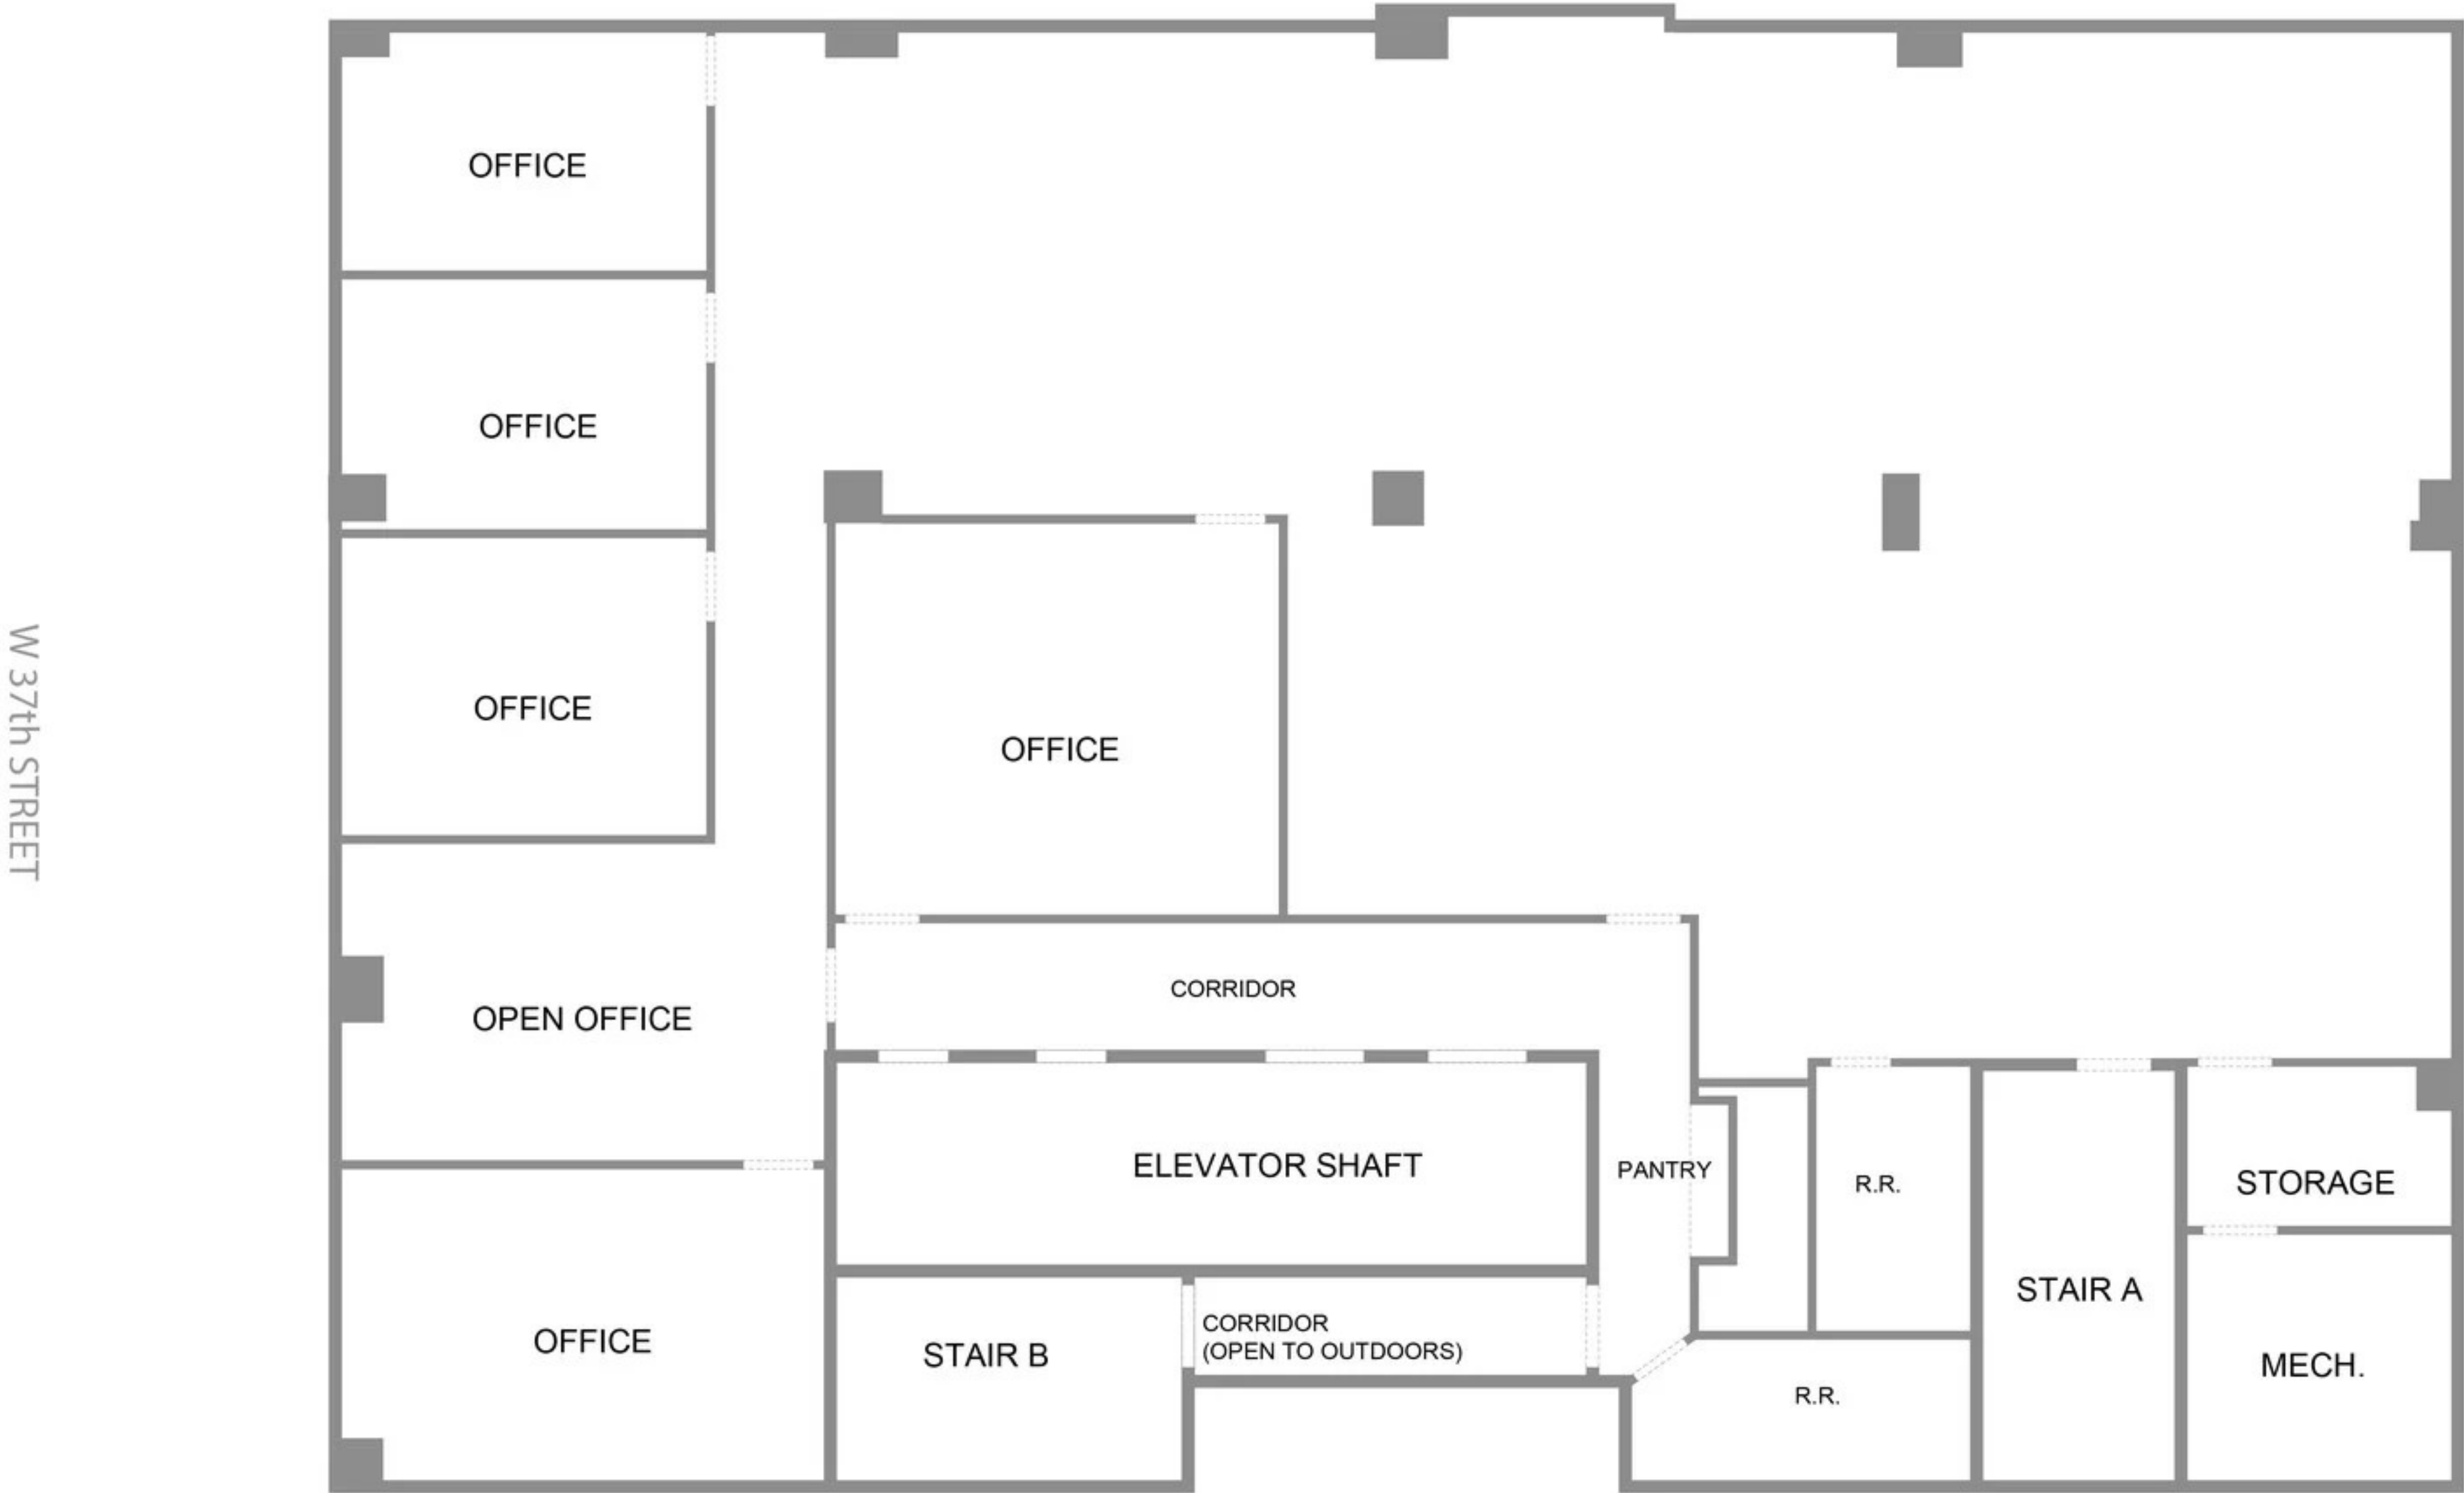 OFFICE
OFFICE
W 37th STREET
OFFICE
OFFICE
CORRIDOR
OPEN OFFICE
ELEVATOR SHAFT
PANTRY
R.R.
STORAGE
STAIR A
CORRIDOR
(OPEN TO OUTDOORS)
OFFICE
STAIR B
MECH.
R.R.